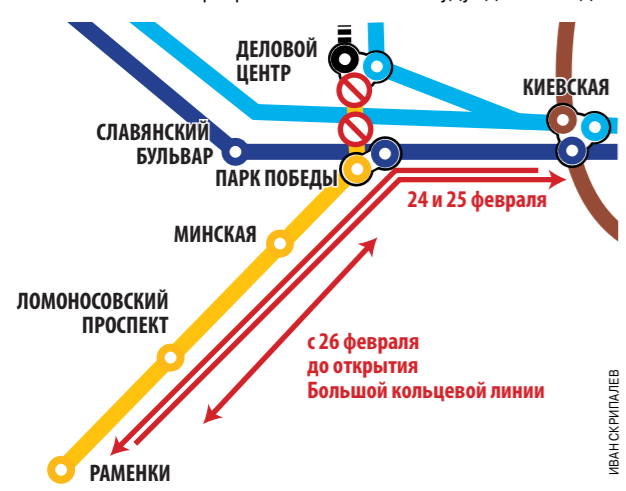 ДЕЛОВОЙ
ЦЕНТР
КИЕВСКАЯ
СЛАВЯНСКИЙ
БУЛЬВАР
ПАРК ПОБЕДЫ
24 и 25 февраля
МИНСКАЯ
ЛОМОНОСОВСКИЙ
ПРОСПЕКТ
с 26 февраля
до открытия
Большой кольцевой линии
РАМЕНКИ
ИВАН СКРИПАЛЕВ